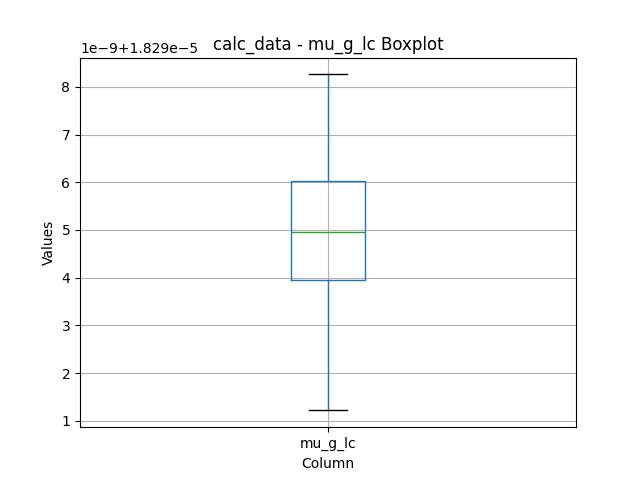 calc_data - mu_g_lc Boxplot
1e−9+1.829e−5
8
7
6
5
4
3
2
1
Values
mu_g_lc
Column